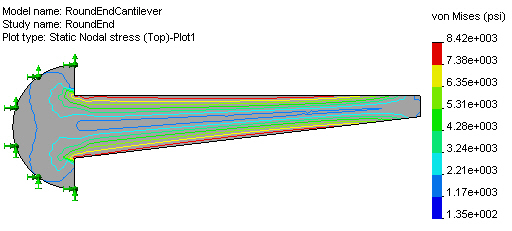 Model name: RoundEndCantilever
Study name: RoundEnd
Plot type: Static Nodal stress (Top)-Plot1
von Mises (psi)
8.42e+003
7.38e+003
6.35e+003
5.31e+003
4.28e+003
3.24e+003
2.21e+003
1.17e+003
1.35e+002